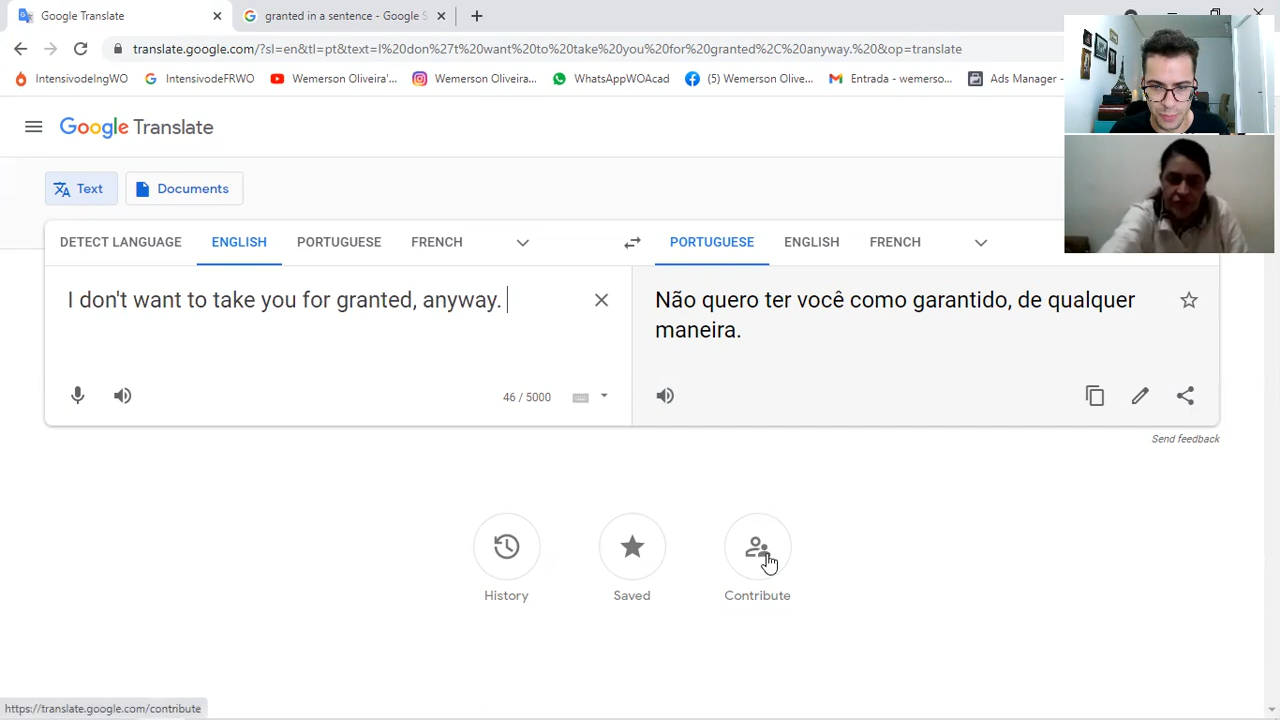 Google Translate
granted in a sentence - Google S
translate.google.com/?sl=en&tl=pt&text=I%20don%27t%20want%20to%20take%20you%20for%20granted%2C%20anyway.%20&op=translate
IntensivodeIngWO
IntensivodeFRWO
Wemerson Oliveira'...
Wemerson Oliveira...
WhatsAppWOAcad
(5) Wemerson Olive...
Entrada - wemerso...
Ads Manager -
Google Translate
Text
Documents
DETECT LANGUAGE
ENGLISH
PORTUGUESE
FRENCH
PORTUGUESE
ENGLISH
FRENCH
I don't want to take you for granted, anyway.
Não quero ter você como garantido, de qualquer
maneira.
46 / 5000
Send feedback
History
Saved
Contribute
https://translate.google.com/contribute